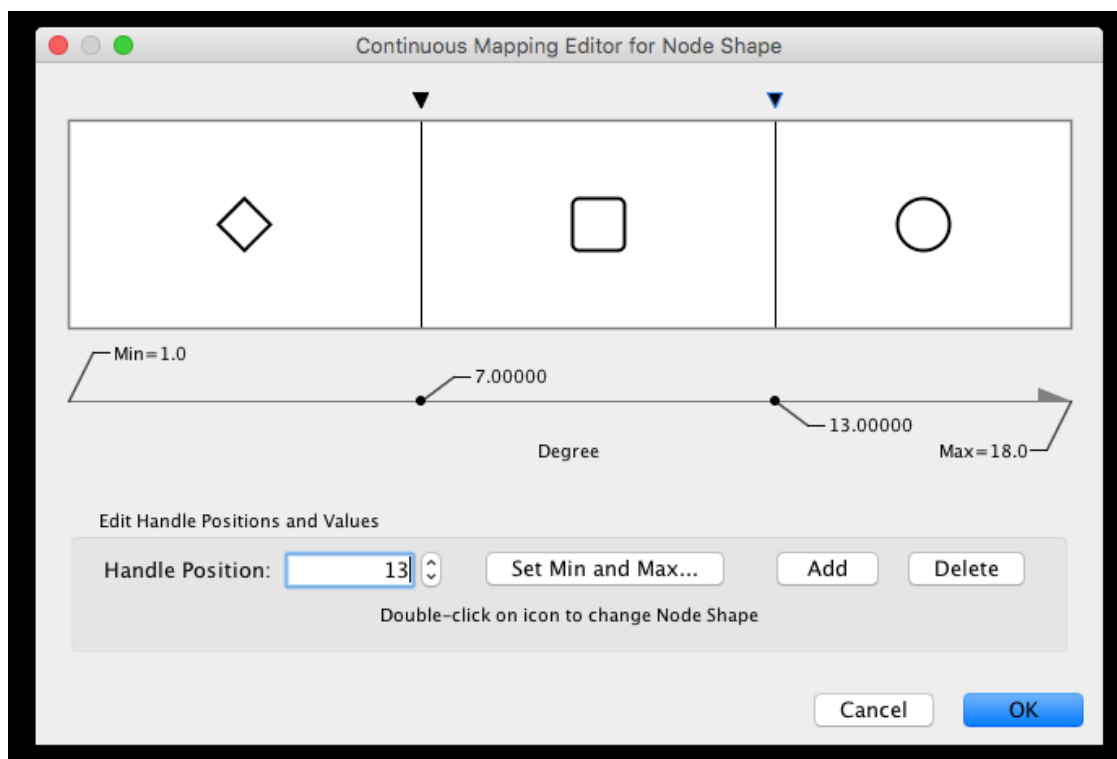 Continuous Mapping Editor for Node Shape
Min=1.0
7.00000
13.00000
Degree
Max=18.0
Edit Handle Positions and Values
Handle Position: 13 Set Min and Max... Add Delete
Double-click on icon to change Node Shape
Cancel OK